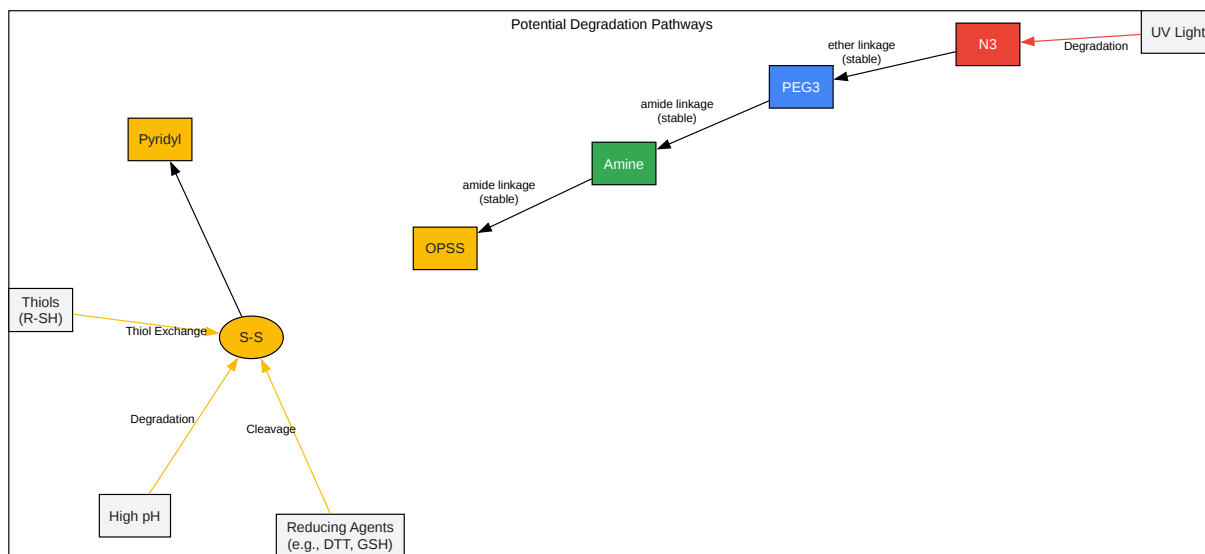 Potential Degradation Pathways
UV Light
N3
Degradation
ether linkage
(stable)
PEG3
amide linkage
(stable)
Pyridyl
Amine
amide linkage
(stable)
OPSS
Thiols
(R-SH)
Thiol Exchange
S-S
Degradation
Cleavage
High pH
Reducing Agents
(e.g., DTT, GSH)